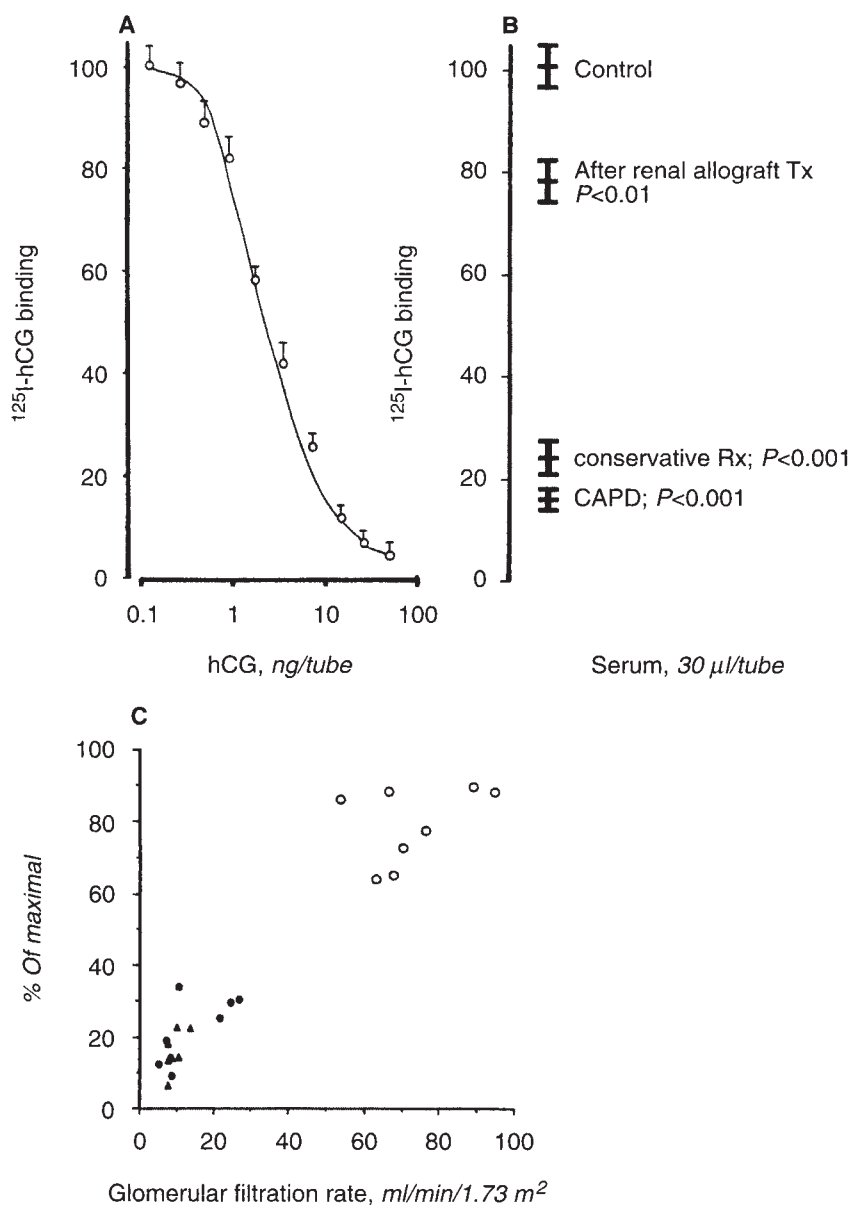 A
¹²⁵I-hCG binding
100
80
60
40
20
0
0.1 1 10 100
hCG, ng/tube
B
¹²⁵I-hCG binding
100
80
60
40
20
0
Control
After renal allograft Tx
P<0.01
conservative Rx; P<0.001
CAPD; P<0.001
Serum, 30 μl/tube
C
% Of maximal
100
80
60
40
20
0
0 20 40 60 80 100
Glomerular filtration rate, ml/min/1.73 m²